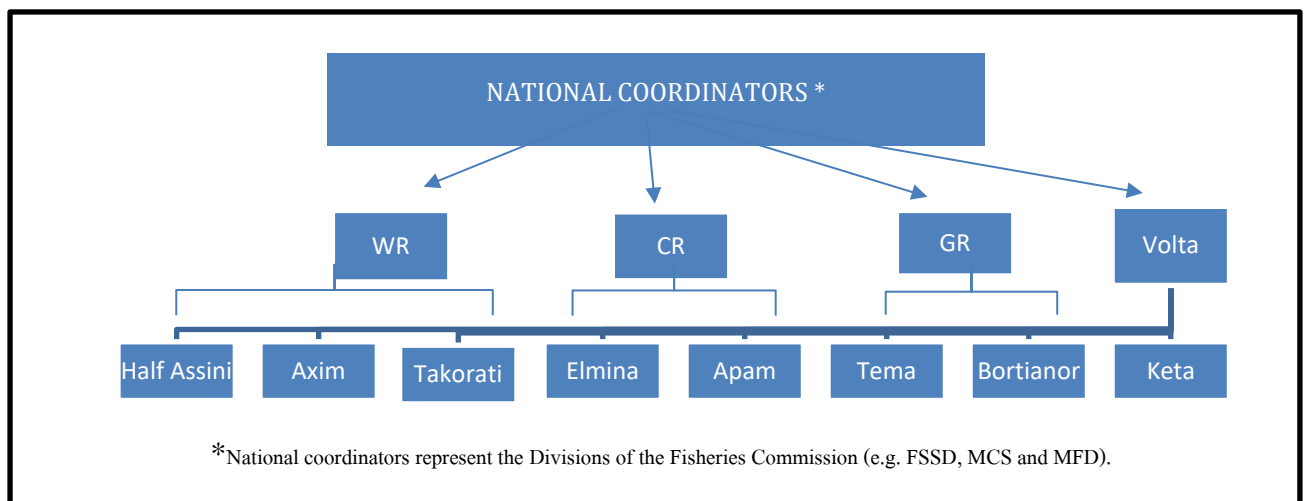 NATIONAL COORDINATORS *
WR
CR
GR
Volta
Half Assini
Axim
Takorati
Elmina
Apam
Tema
Bortianor
Keta
*National coordinators represent the Divisions of the Fisheries Commission (e.g. FSSD, MCS and MFD).